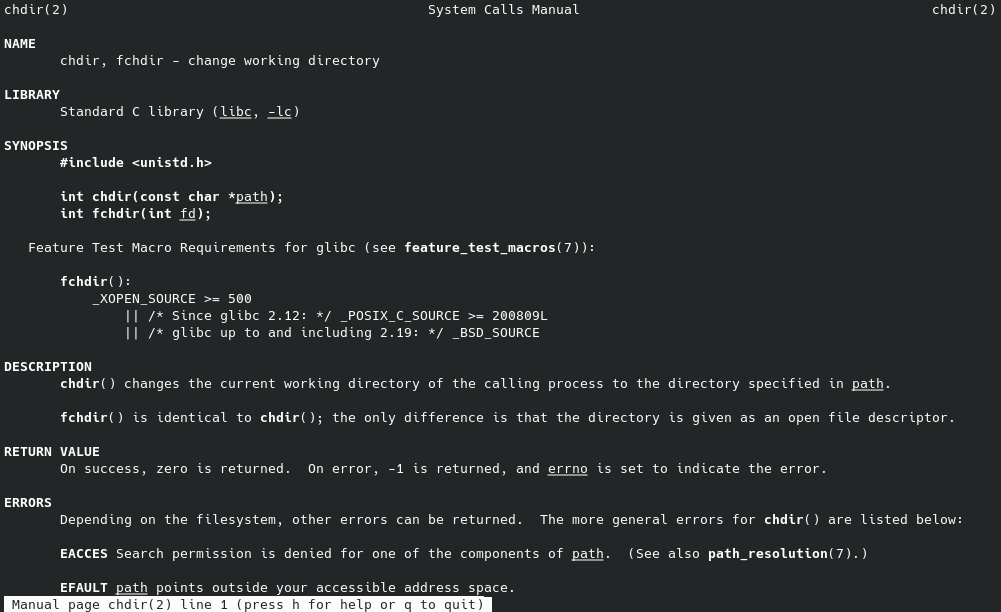 chdir(2) System Calls Manual chdir(2)
NAME
chdir, fchdir - change working directory
LIBRARY
Standard C library (libc, -lc)
SYNOPSIS
#include <unistd.h>
int chdir(const char *path);
int fchdir(int fd);
Feature Test Macro Requirements for glibc (see feature_test_macros(7)):
fchdir():
_XOPEN_SOURCE >= 500
|| /* Since glibc 2.12: */ _POSIX_C_SOURCE >= 200809L
|| /* glibc up to and including 2.19: */ _BSD_SOURCE
DESCRIPTION
chdir() changes the current working directory of the calling process to the directory specified in path.
fchdir() is identical to chdir(); the only difference is that the directory is given as an open file descriptor.
RETURN VALUE
On success, zero is returned.  On error, -1 is returned, and errno is set to indicate the error.
ERRORS
Depending on the filesystem, other errors can be returned.  The more general errors for chdir() are listed below:
EACCES Search permission is denied for one of the components of path.  (See also path_resolution(7).)
EFAULT path points outside your accessible address space.
Manual page chdir(2) line 1 (press h for help or q to quit)